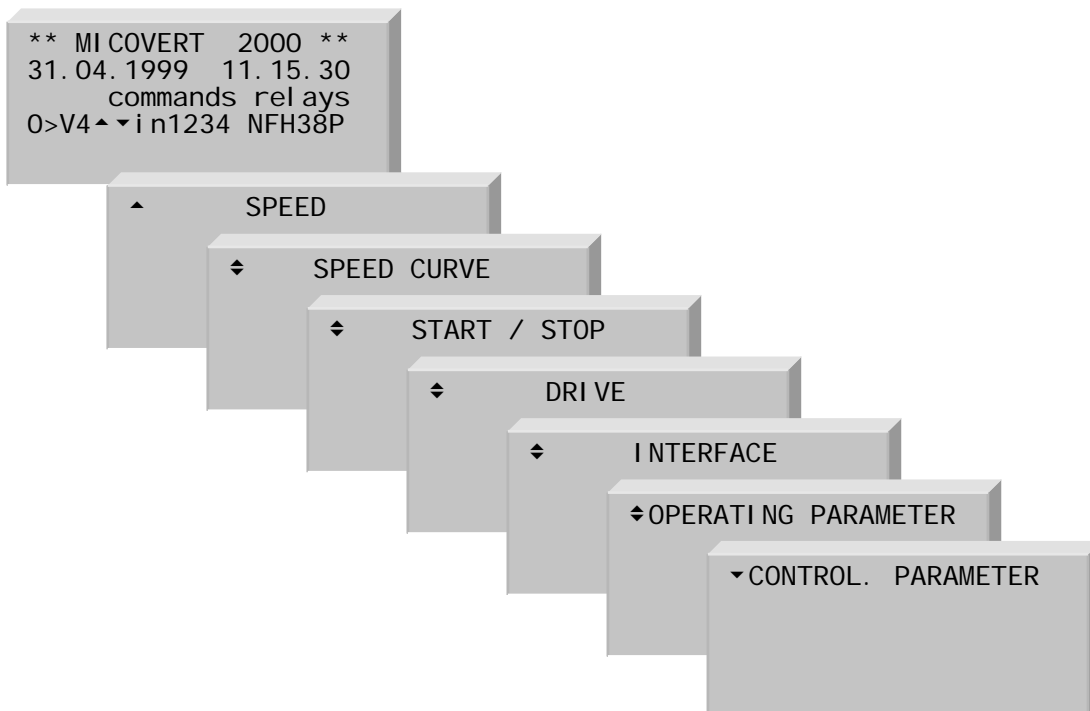 ** MICOVERT 2000 **
31.04.1999 11.15.30
commands relays
0>V4▲▼in1234 NFH38P
▲ SPEED
♦ SPEED CURVE
♦ START / STOP
♦ DRIVE
♦ INTERFACE
♦OPERATING PARAMETER
▼CONTROL. PARAMETER